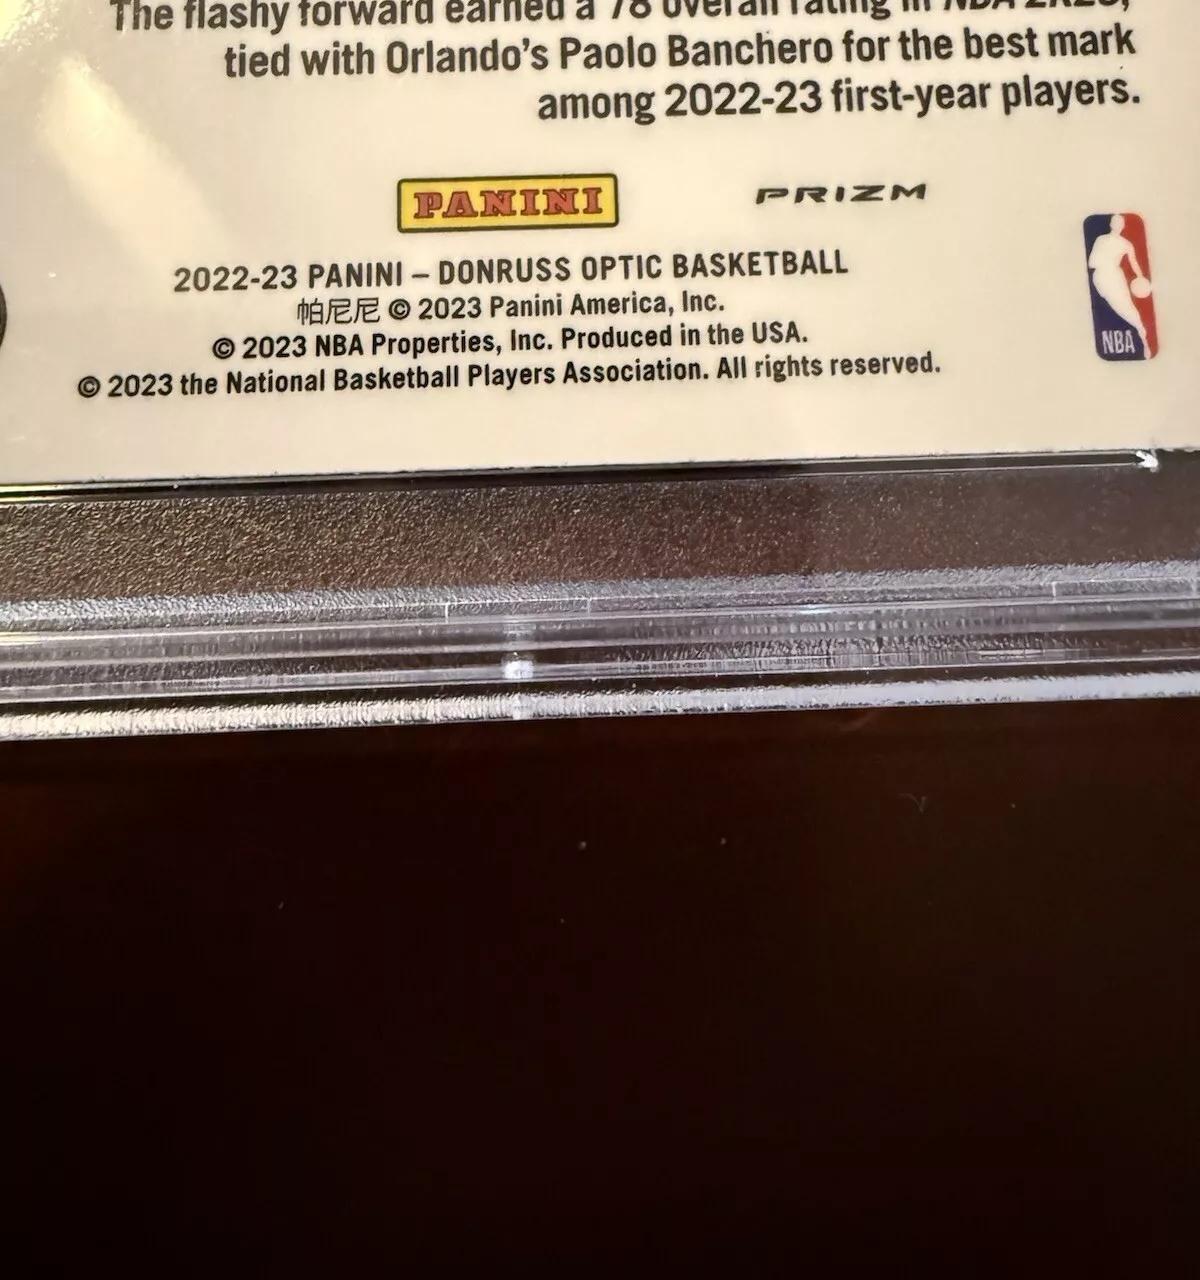 The flashy forward earned a 78 overall rating in NBA 2K23,
tied with Orlando's Paolo Banchero for the best mark
among 2022-23 first-year players.
PANINI
PRIZM
2022-23 PANINI – DONRUSS OPTIC BASKETBALL
帕尼尼 © 2023 Panini America, Inc.
© 2023 NBA Properties, Inc. Produced in the USA.
© 2023 the National Basketball Players Association. All rights reserved.
NBA